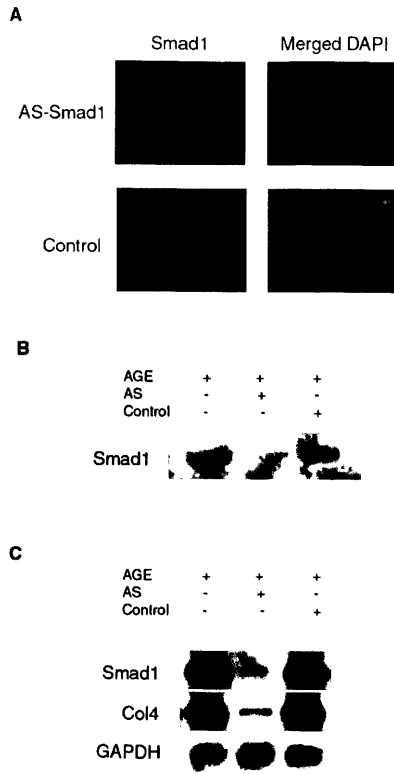 A
Smad1 Merged DAPI
AS-Smad1
Control
B
AGE + + +
AS - + -
Control - - +
Smad1
C
AGE + + +
AS - + -
Control - - +
Smad1
Col4
GAPDH